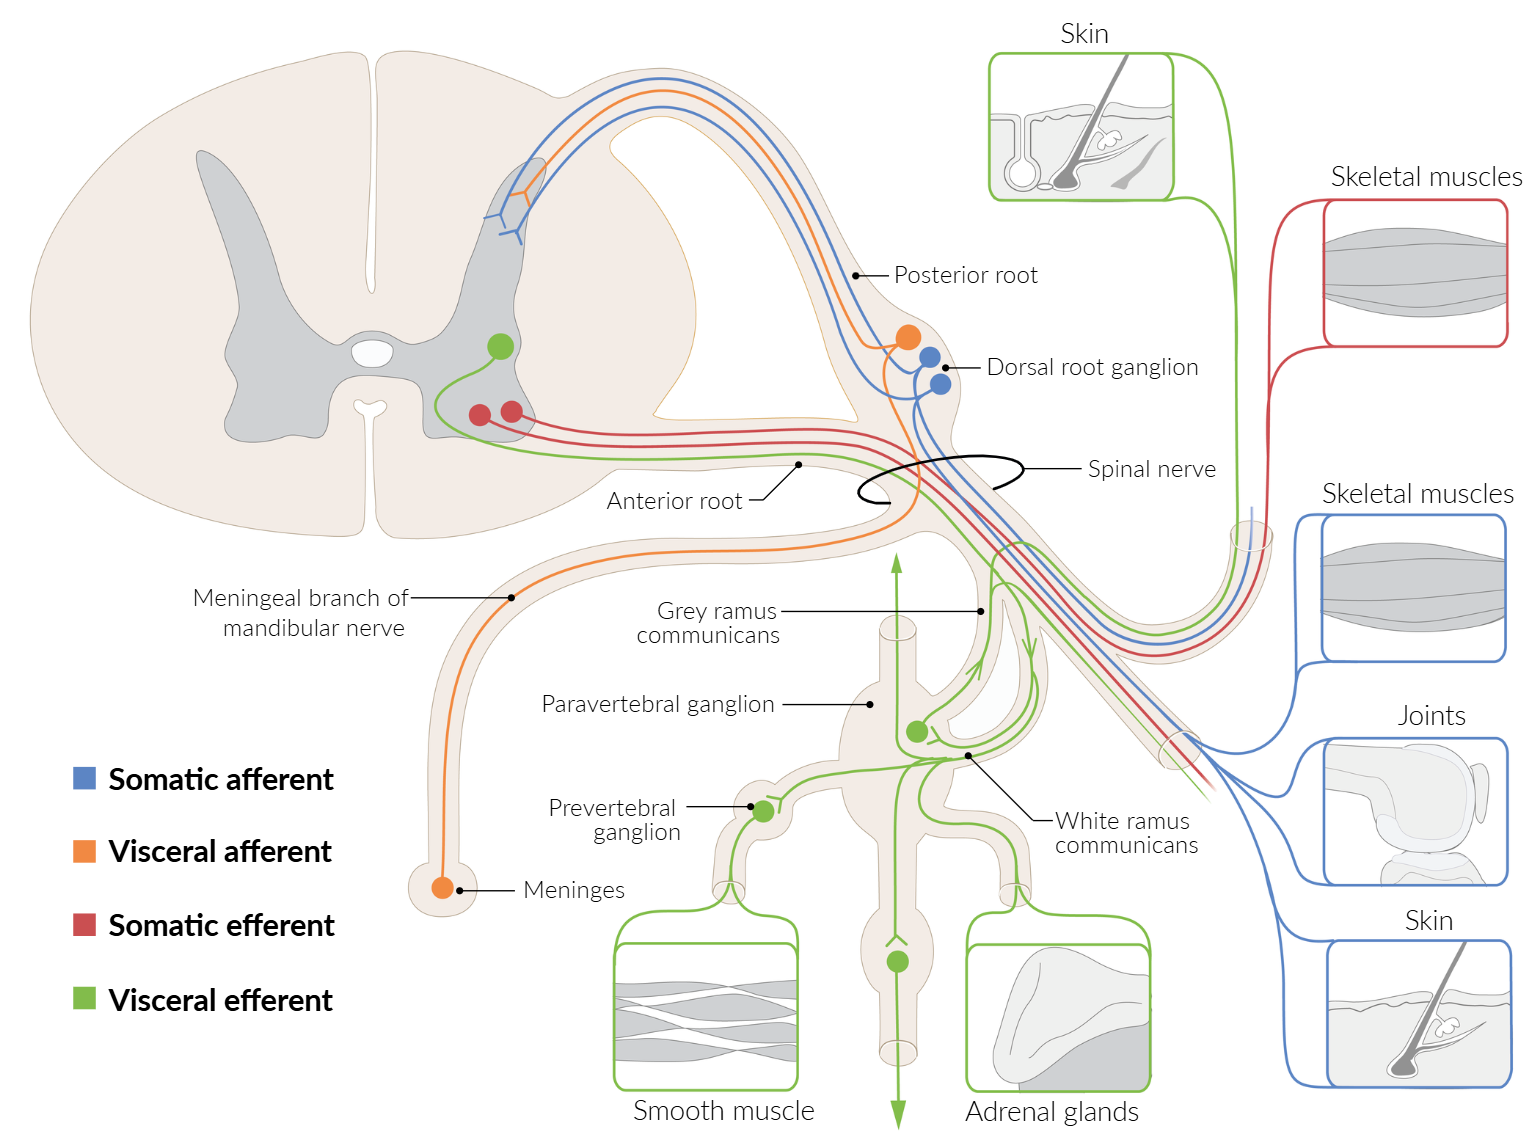 Skin
Skeletal muscles
Posterior root
Dorsal root ganglion
Spinal nerve
Anterior root
Skeletal muscles
Meningeal branch of
mandibular nerve
Grey ramus
communicans
Paravertebral ganglion
Joints
Somatic afferent
Visceral afferent
Somatic efferent
Visceral efferent
Prevertebral
ganglion
White ramus
communicans
Meninges
Skin
Smooth muscle
Adrenal glands